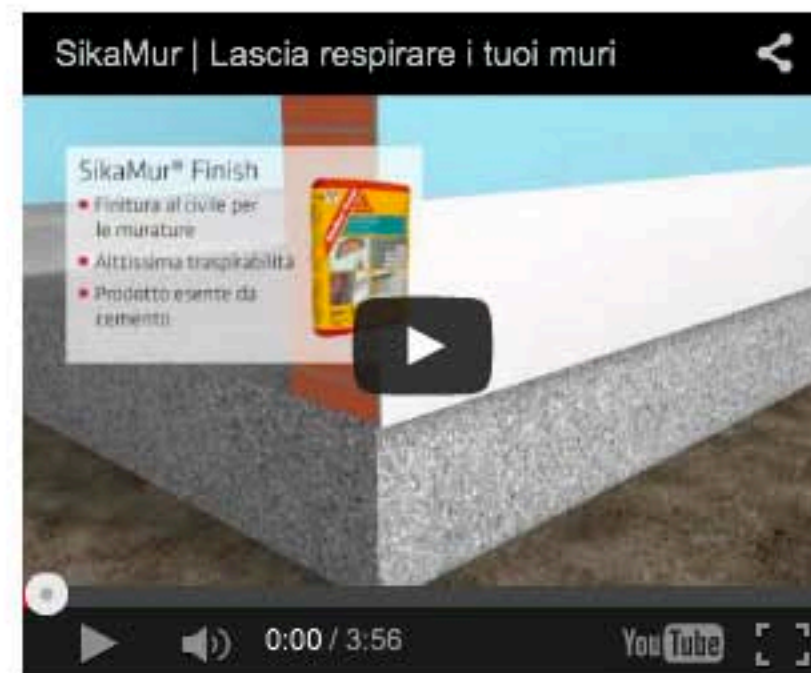 SikaMur | Lascia respirare i tuoi muri
SikaMur® Finish
• Finitura al civile per
le murature
• Altissima traspirabilità
• Prodotto esente da
cemento
0:00 / 3:56
YouTube